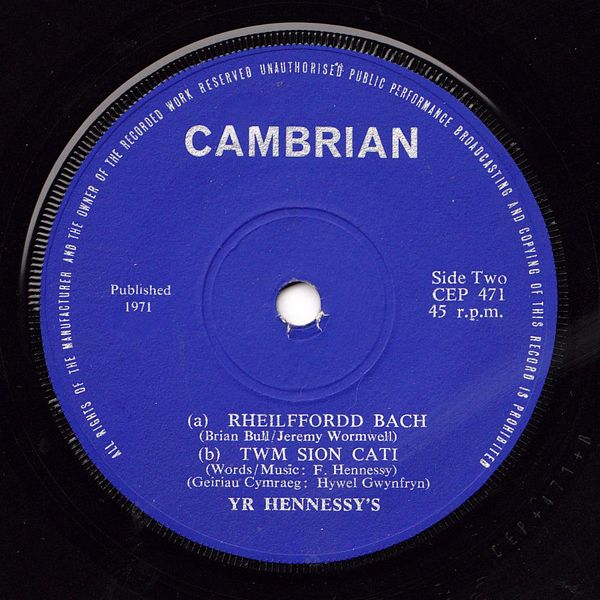 ALL RIGHTS OF THE MANUFACTURER AND THE OWNER OF THE RECORDED WORK RESERVED UNAUTHORISED PUBLIC PERFORMANCE BROADCASTING AND COPYING OF THIS RECORD IS PROHIBITED
CAMBRIAN
Published
1971
Side Two
CEP 471
45 r.p.m.
(a) RHEILFFORDD BACH
(Brian Bull/Jeremy Wormwell)
(b) TWM SION CATI
(Words/Music: F. Hennessy)
(Geiriau Cymraeg: Hywel Gwynfryn)
YR HENNESSY'S